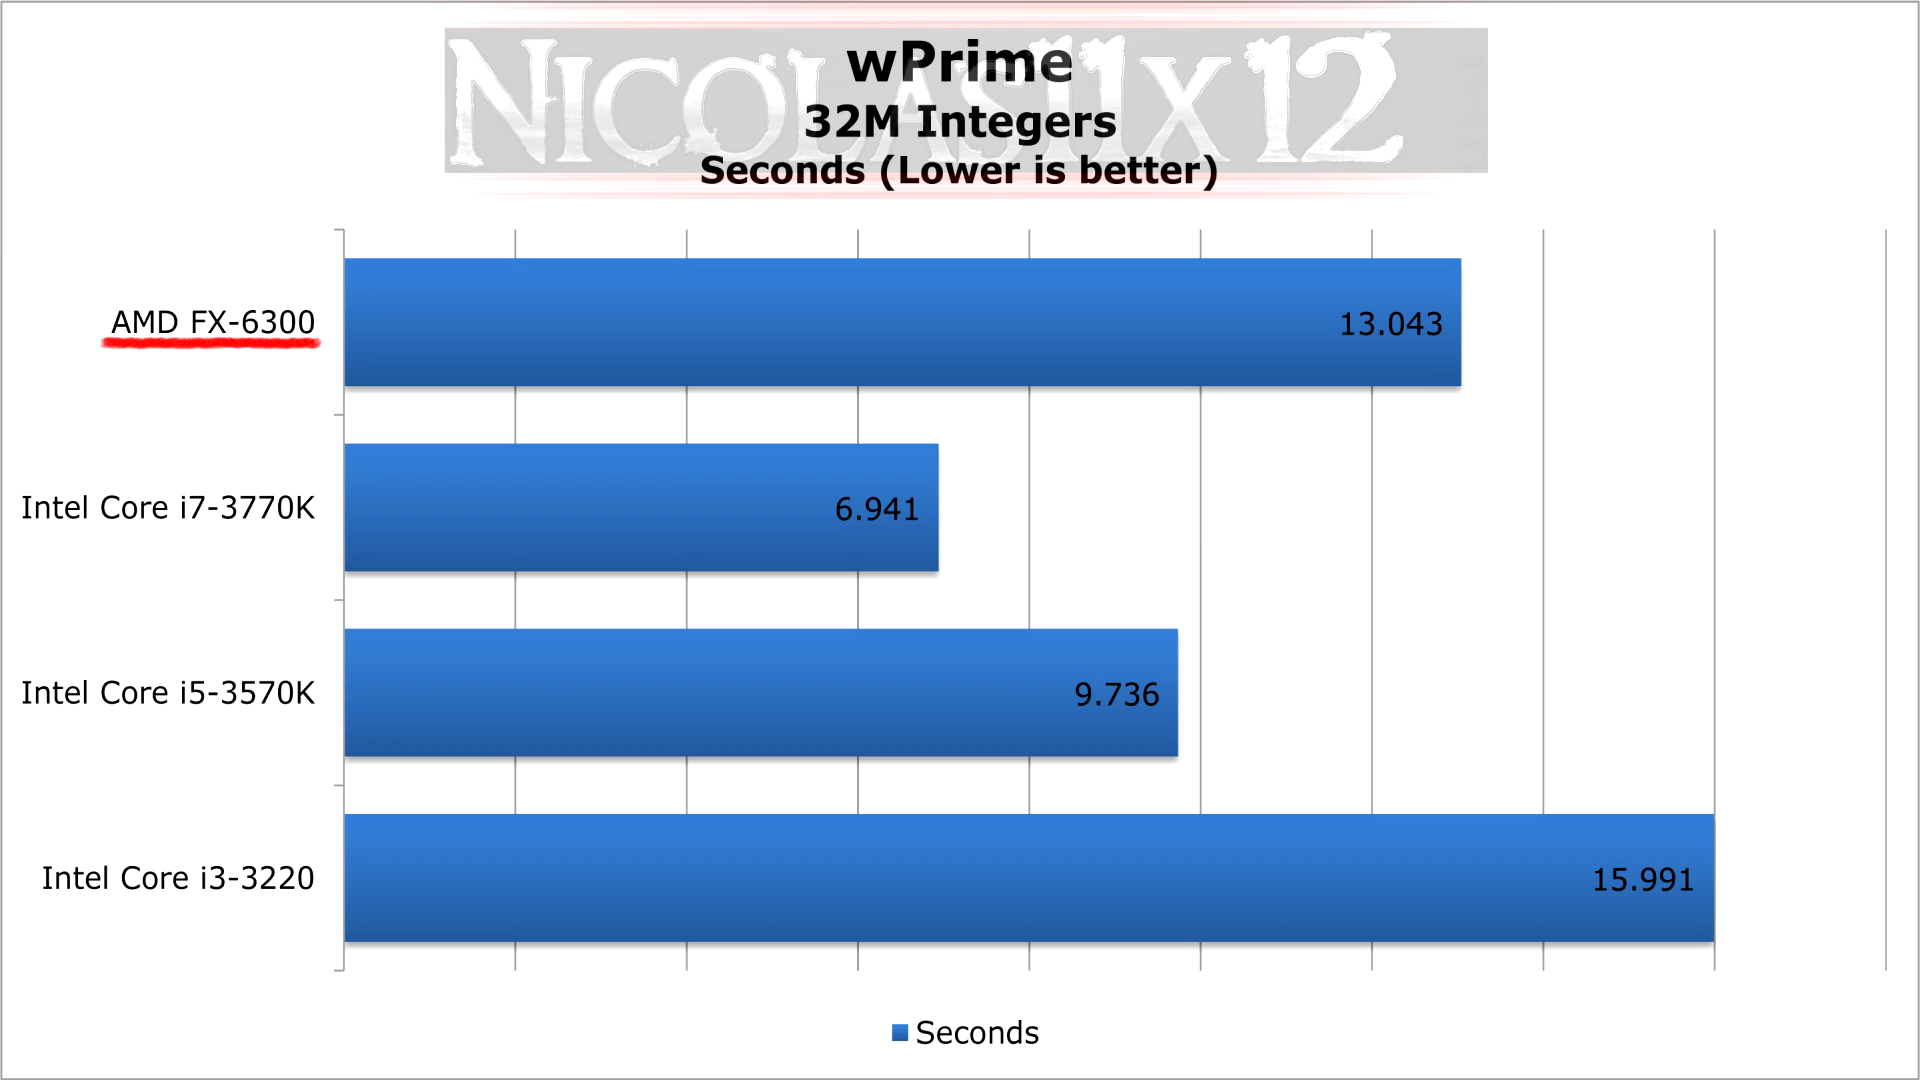 NICOLAS11X12
wPrime
32M Integers
Seconds (Lower is better)
AMD FX-6300
13.043
Intel Core i7-3770K
6.941
Intel Core i5-3570K
9.736
Intel Core i3-3220
15.991
Seconds